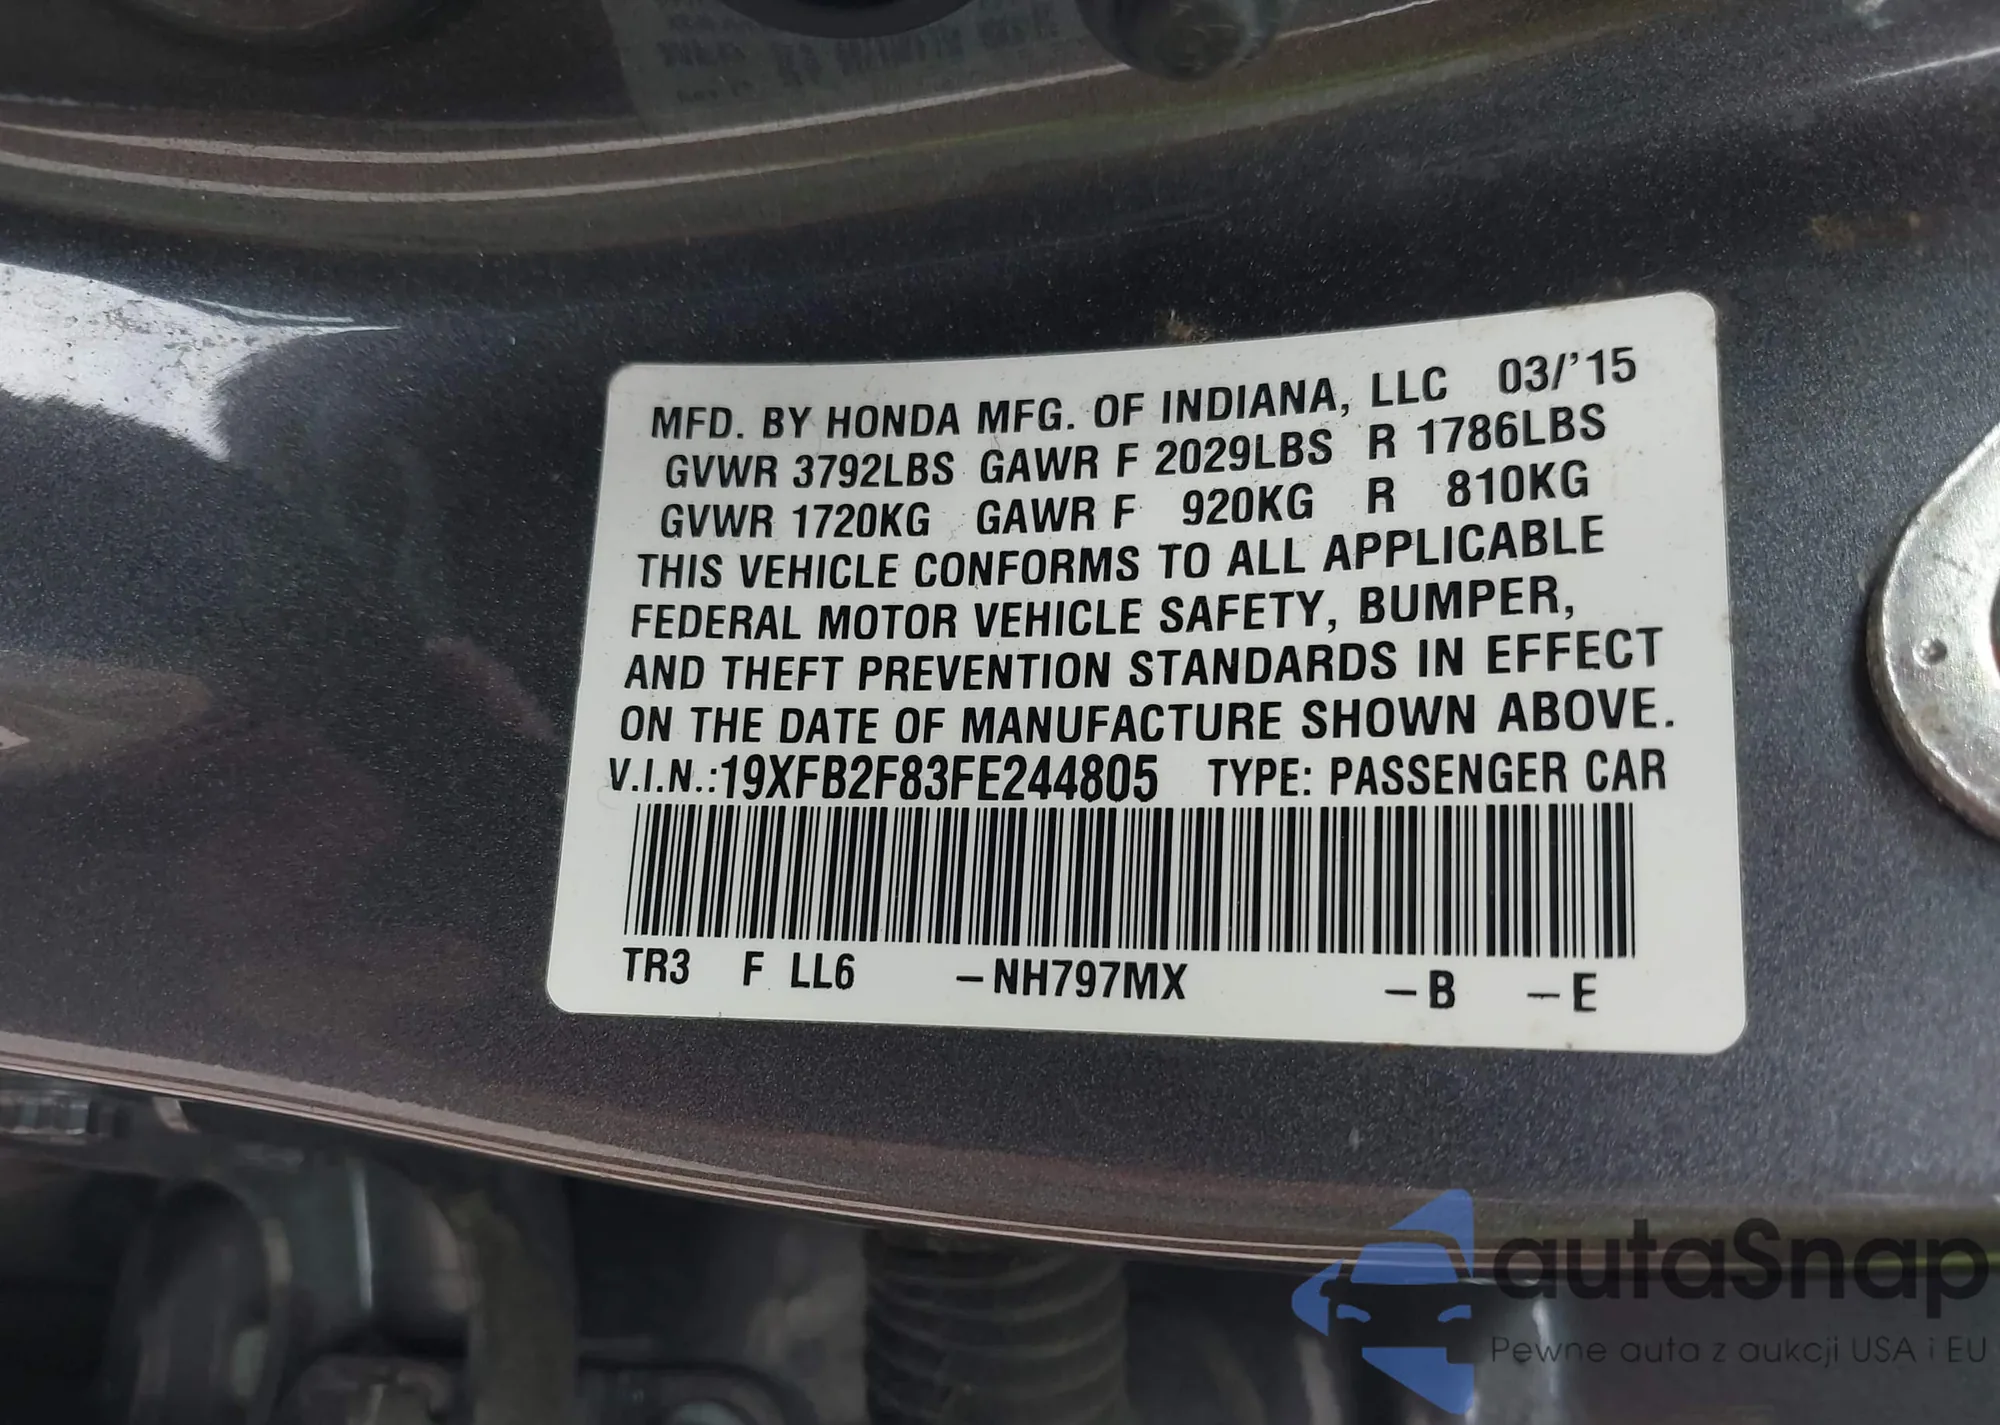 MFD. BY HONDA MFG. OF INDIANA, LLC 03/'15
GVWR 3792LBS GAWR F 2029LBS R 1786LBS
GVWR 1720KG GAWR F 920KG R 810KG
THIS VEHICLE CONFORMS TO ALL APPLICABLE
FEDERAL MOTOR VEHICLE SAFETY, BUMPER,
AND THEFT PREVENTION STANDARDS IN EFFECT
ON THE DATE OF MANUFACTURE SHOWN ABOVE.
V.I.N.:19XFB2F83FE244805 TYPE: PASSENGER CAR
TR3 F LL6 –NH797MX –B –E
autaSnap
Pewne auta z aukcji USA i EU